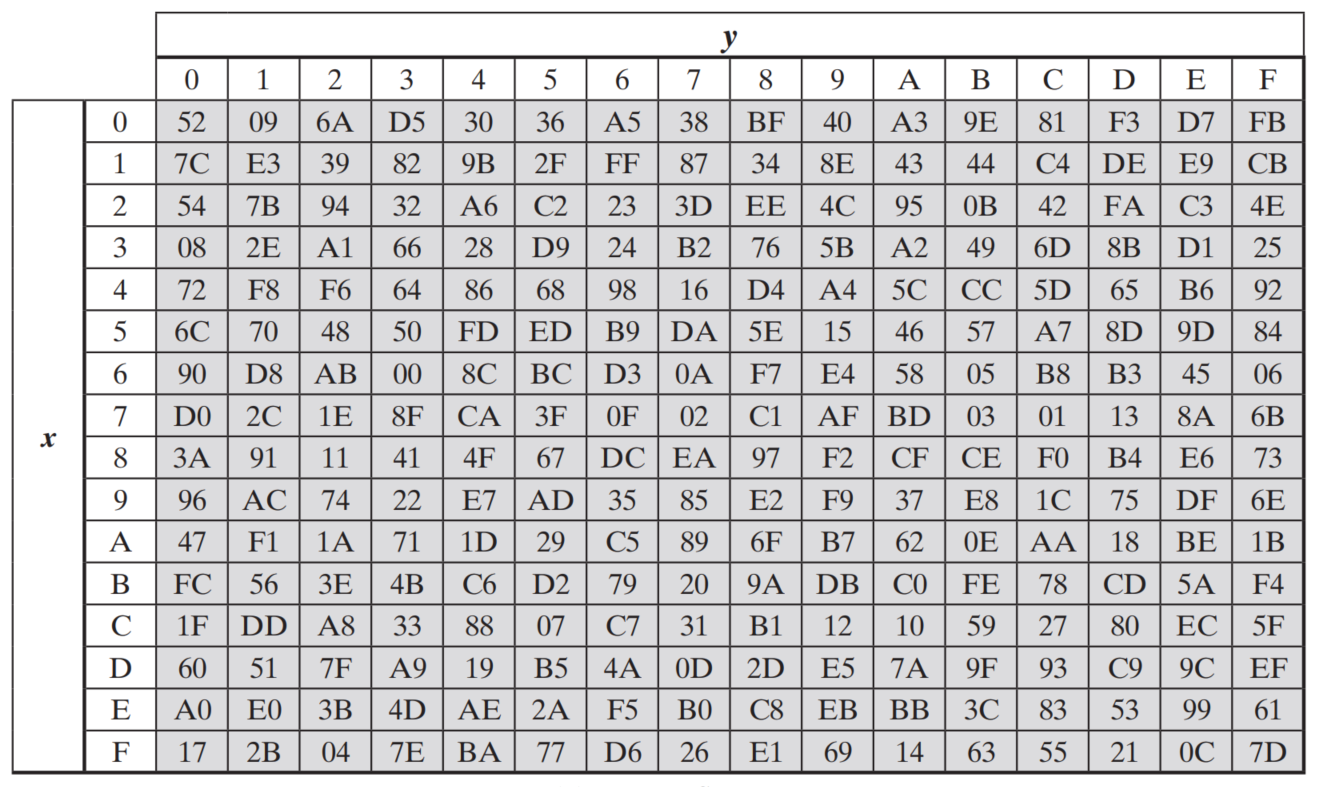 y
0 1 2 3 4 5 6 7 8 9 A B C D E F
0 52 09 6A D5 30 36 A5 38 BF 40 A3 9E 81 F3 D7 FB
1 7C E3 39 82 9B 2F FF 87 34 8E 43 44 C4 DE E9 CB
2 54 7B 94 32 A6 C2 23 3D EE 4C 95 0B 42 FA C3 4E
3 08 2E A1 66 28 D9 24 B2 76 5B A2 49 6D 8B D1 25
4 72 F8 F6 64 86 68 98 16 D4 A4 5C CC 5D 65 B6 92
5 6C 70 48 50 FD ED B9 DA 5E 15 46 57 A7 8D 9D 84
6 90 D8 AB 00 8C BC D3 0A F7 E4 58 05 B8 B3 45 06
7 D0 2C 1E 8F CA 3F 0F 02 C1 AF BD 03 01 13 8A 6B
x 8 3A 91 11 41 4F 67 DC EA 97 F2 CF CE F0 B4 E6 73
9 96 AC 74 22 E7 AD 35 85 E2 F9 37 E8 1C 75 DF 6E
A 47 F1 1A 71 1D 29 C5 89 6F B7 62 0E AA 18 BE 1B
B FC 56 3E 4B C6 D2 79 20 9A DB C0 FE 78 CD 5A F4
C 1F DD A8 33 88 07 C7 31 B1 12 10 59 27 80 EC 5F
D 60 51 7F A9 19 B5 4A 0D 2D E5 7A 9F 93 C9 9C EF
E A0 E0 3B 4D AE 2A F5 B0 C8 EB BB 3C 83 53 99 61
F 17 2B 04 7E BA 77 D6 26 E1 69 14 63 55 21 0C 7D